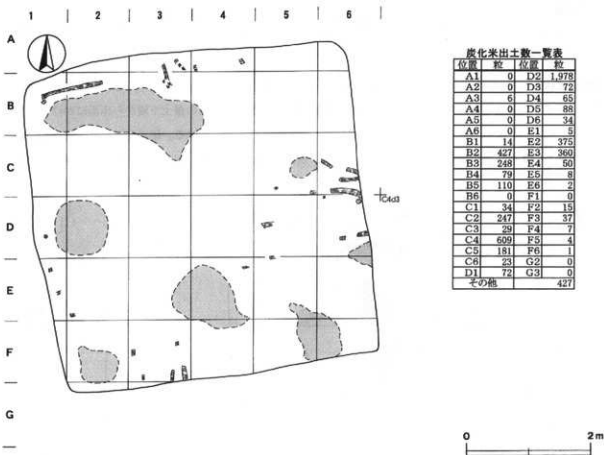 1 2 3 4 5 6
A
B
C
D
E
F
G
C4d3
炭化米出土数一覧表
位置 粒 位置 粒
A1 0 D2 1,978
A2 0 D3 72
A3 6 D4 65
A4 0 D5 88
A5 0 D6 34
A6 0 E1 5
B1 14 E2 375
B2 427 E3 360
B3 248 E4 50
B4 79 E5 8
B5 110 E6 2
B6 0 F1 0
C1 34 F2 15
C2 247 F3 37
C3 29 F4 7
C4 609 F5 4
C5 181 F6 1
C6 23 G2 0
D1 72 G3 0
その他 427
0 2m